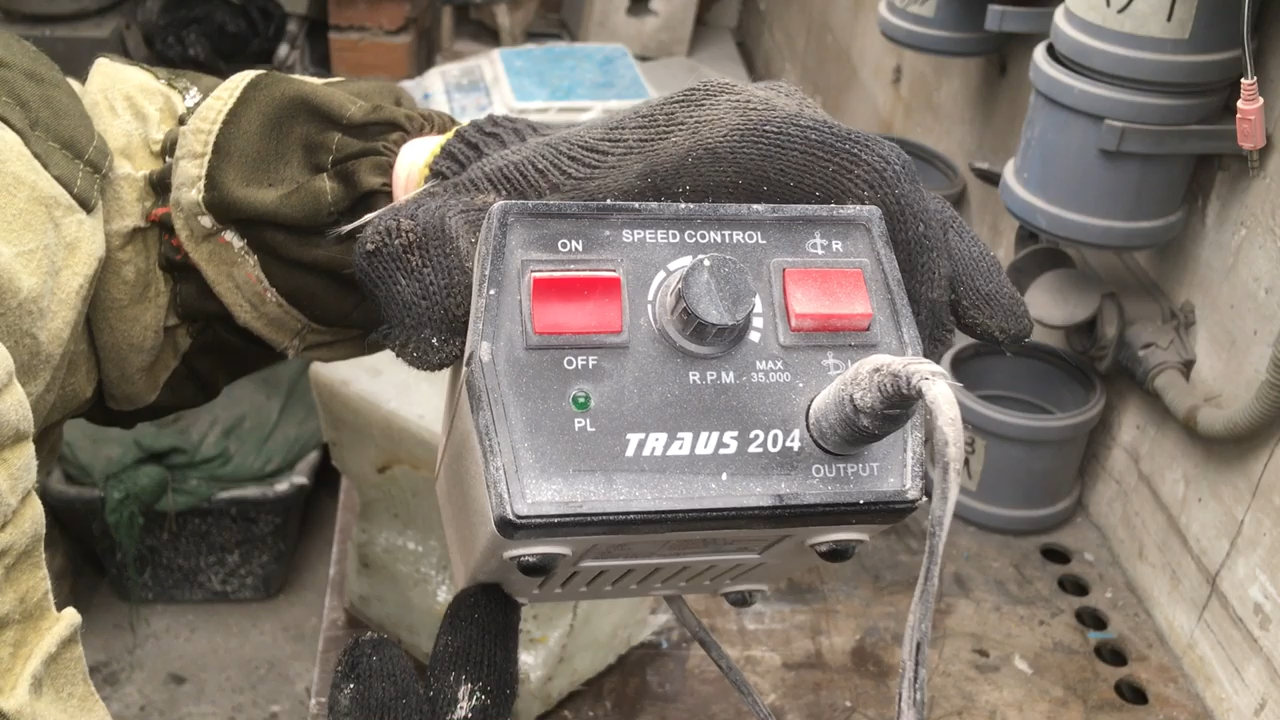 ON
SPEED CONTROL
R
OFF
R.P.M.
MAX
35,000
PL
TRAUS 204
OUTPUT